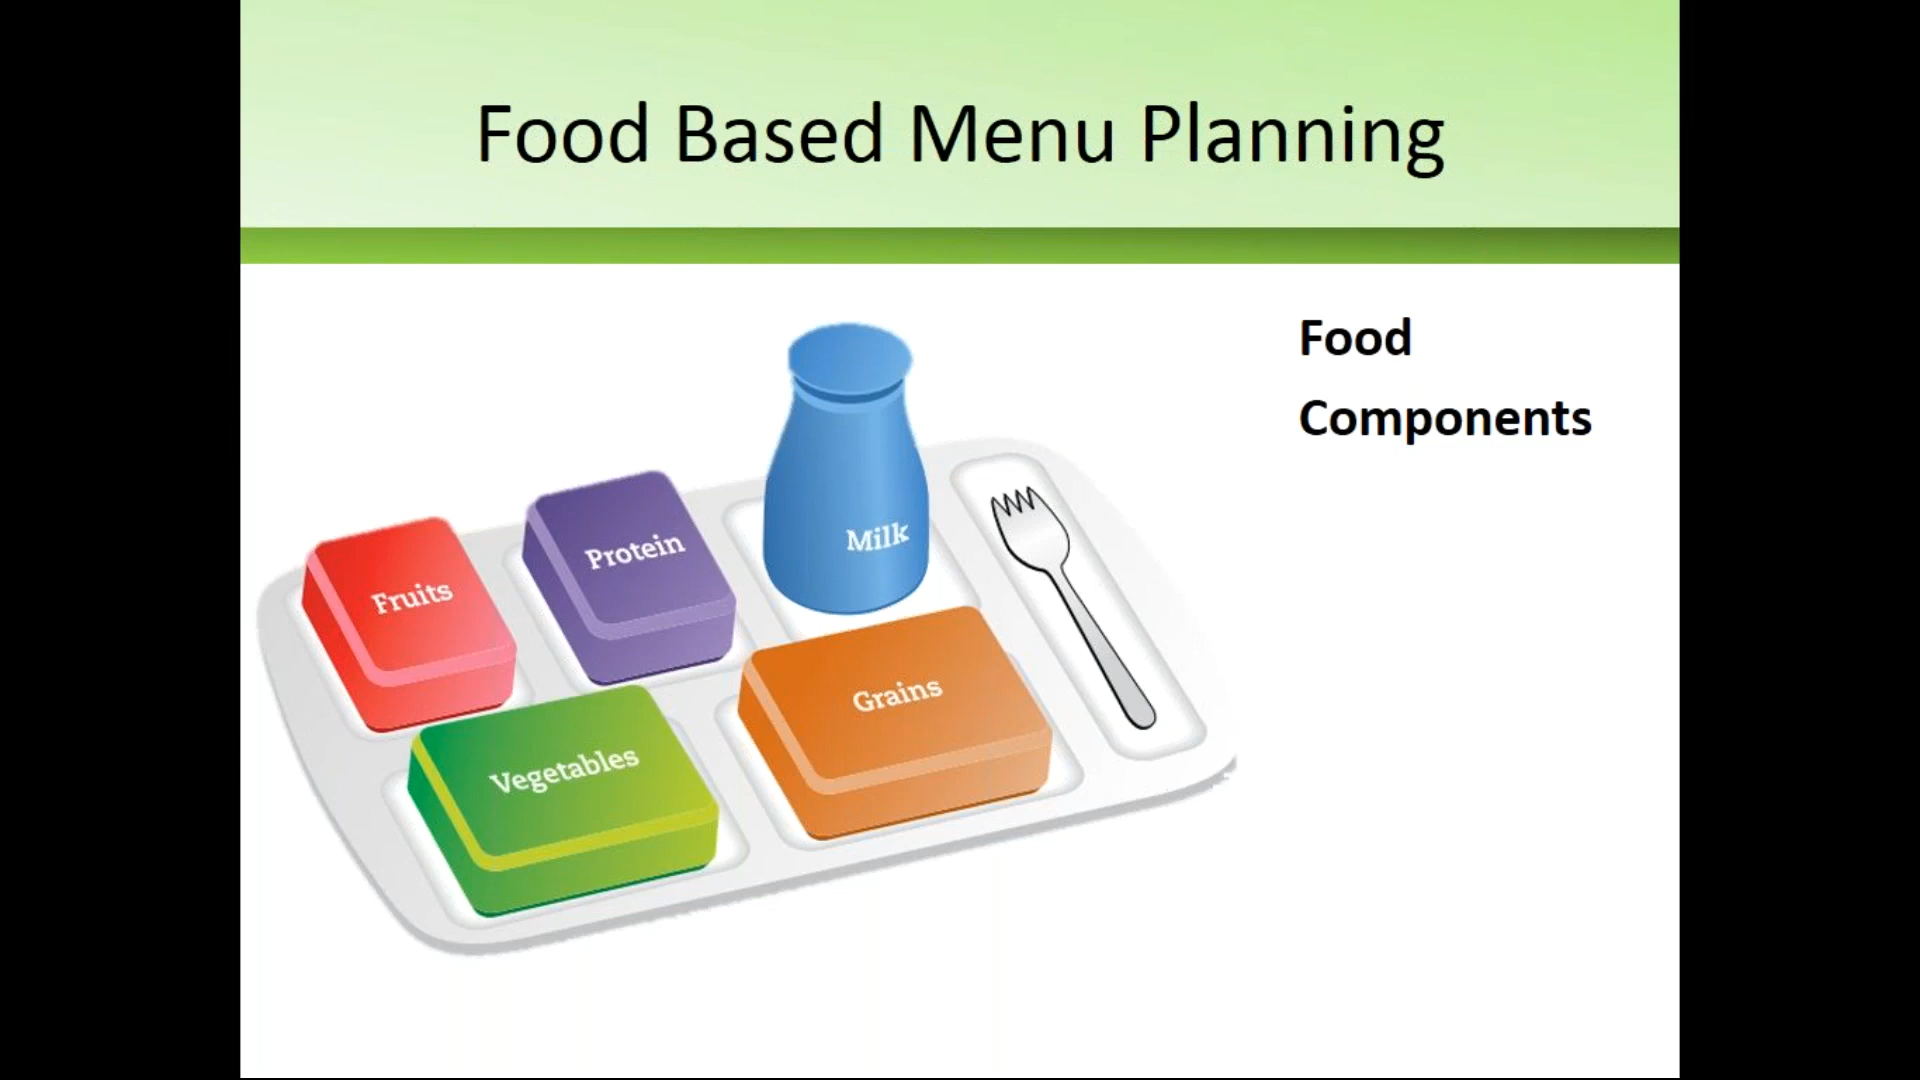 Food Based Menu Planning
Food
Components
Milk
Protein
Fruits
Grains
Vegetables